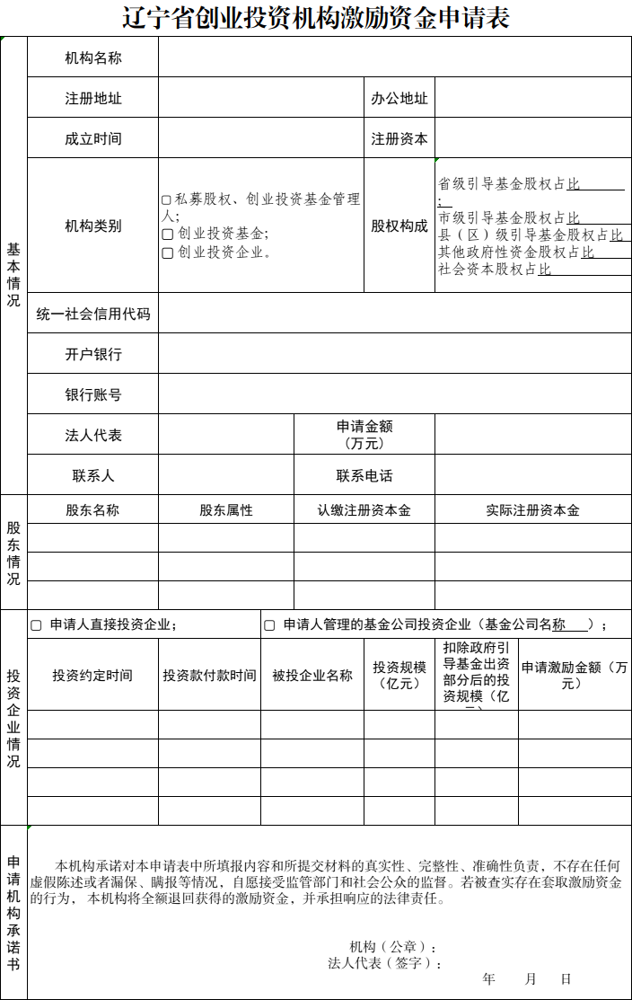 辽宁省创业投资机构激励资金申请表
基本情况
机构名称
注册地址
办公地址
成立时间
注册资本
机构类别
▢私募股权、创业投资基金管理
人；
▢ 创业投资基金；
▢ 创业投资企业。
股权构成
省级引导基金股权占比
；
市级引导基金股权占比
县（区）级引导基金股权占比
其他政府性资金股权占比
社会资本股权占比
统一社会信用代码
开户银行
银行账号
法人代表
申请金额
（万元）
联系人
联系电话
股东情况
股东名称
股东属性
认缴注册资本金
实际注册资本金
投资企业情况
▢ 申请人直接投资企业；
▢ 申请人管理的基金公司投资企业（基金公司名称   ）；
投资约定时间
投资款付款时间
被投企业名称
投资规模
（亿元）
扣除政府引
导基金出资
部分后的投
资规模（亿
元）
申请激励金额（万
元）
申请机构承诺书
本机构承诺对本申请表中所填报内容和所提交材料的真实性、完整性、准确性负责，不存在任何
虚假陈述或者漏保、瞒报等情况，自愿接受监管部门和社会公众的监督。若被查实存在套取激励资金
的行为， 本机构将全额退回获得的激励资金，并承担响应的法律责任。
机构（公章）：
法人代表（签字）：
年 月 日